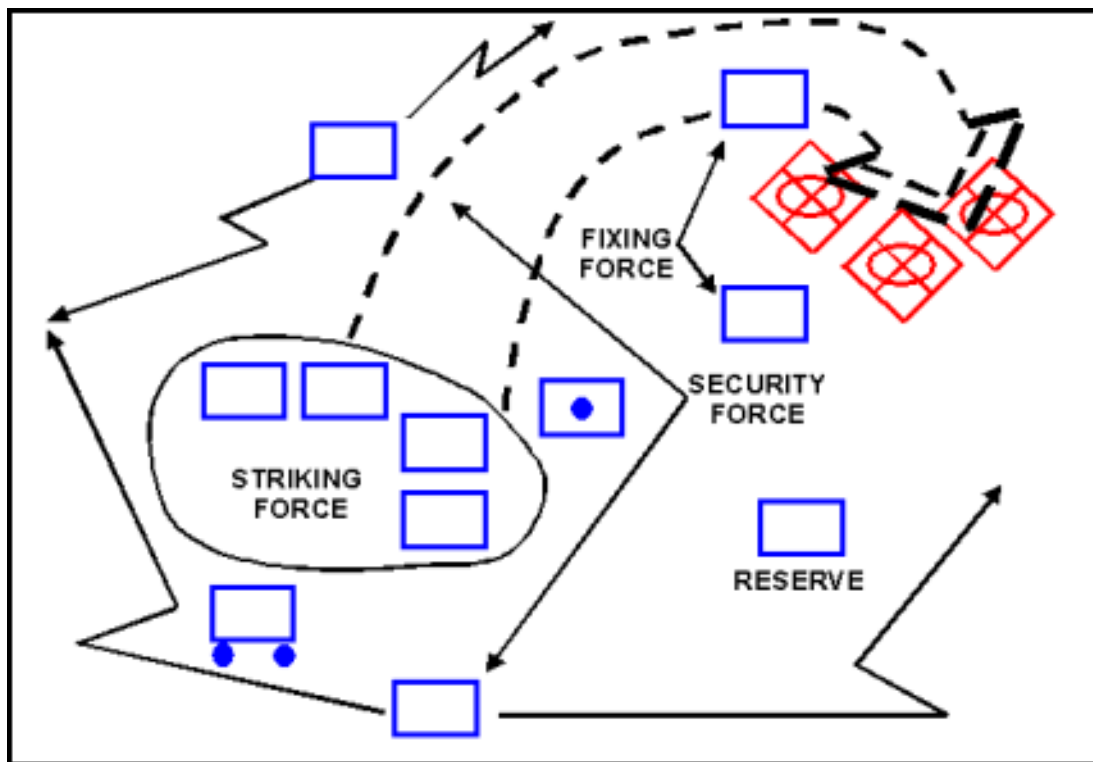 FIXING
FORCE
SECURITY
FORCE
STRIKING
FORCE
RESERVE